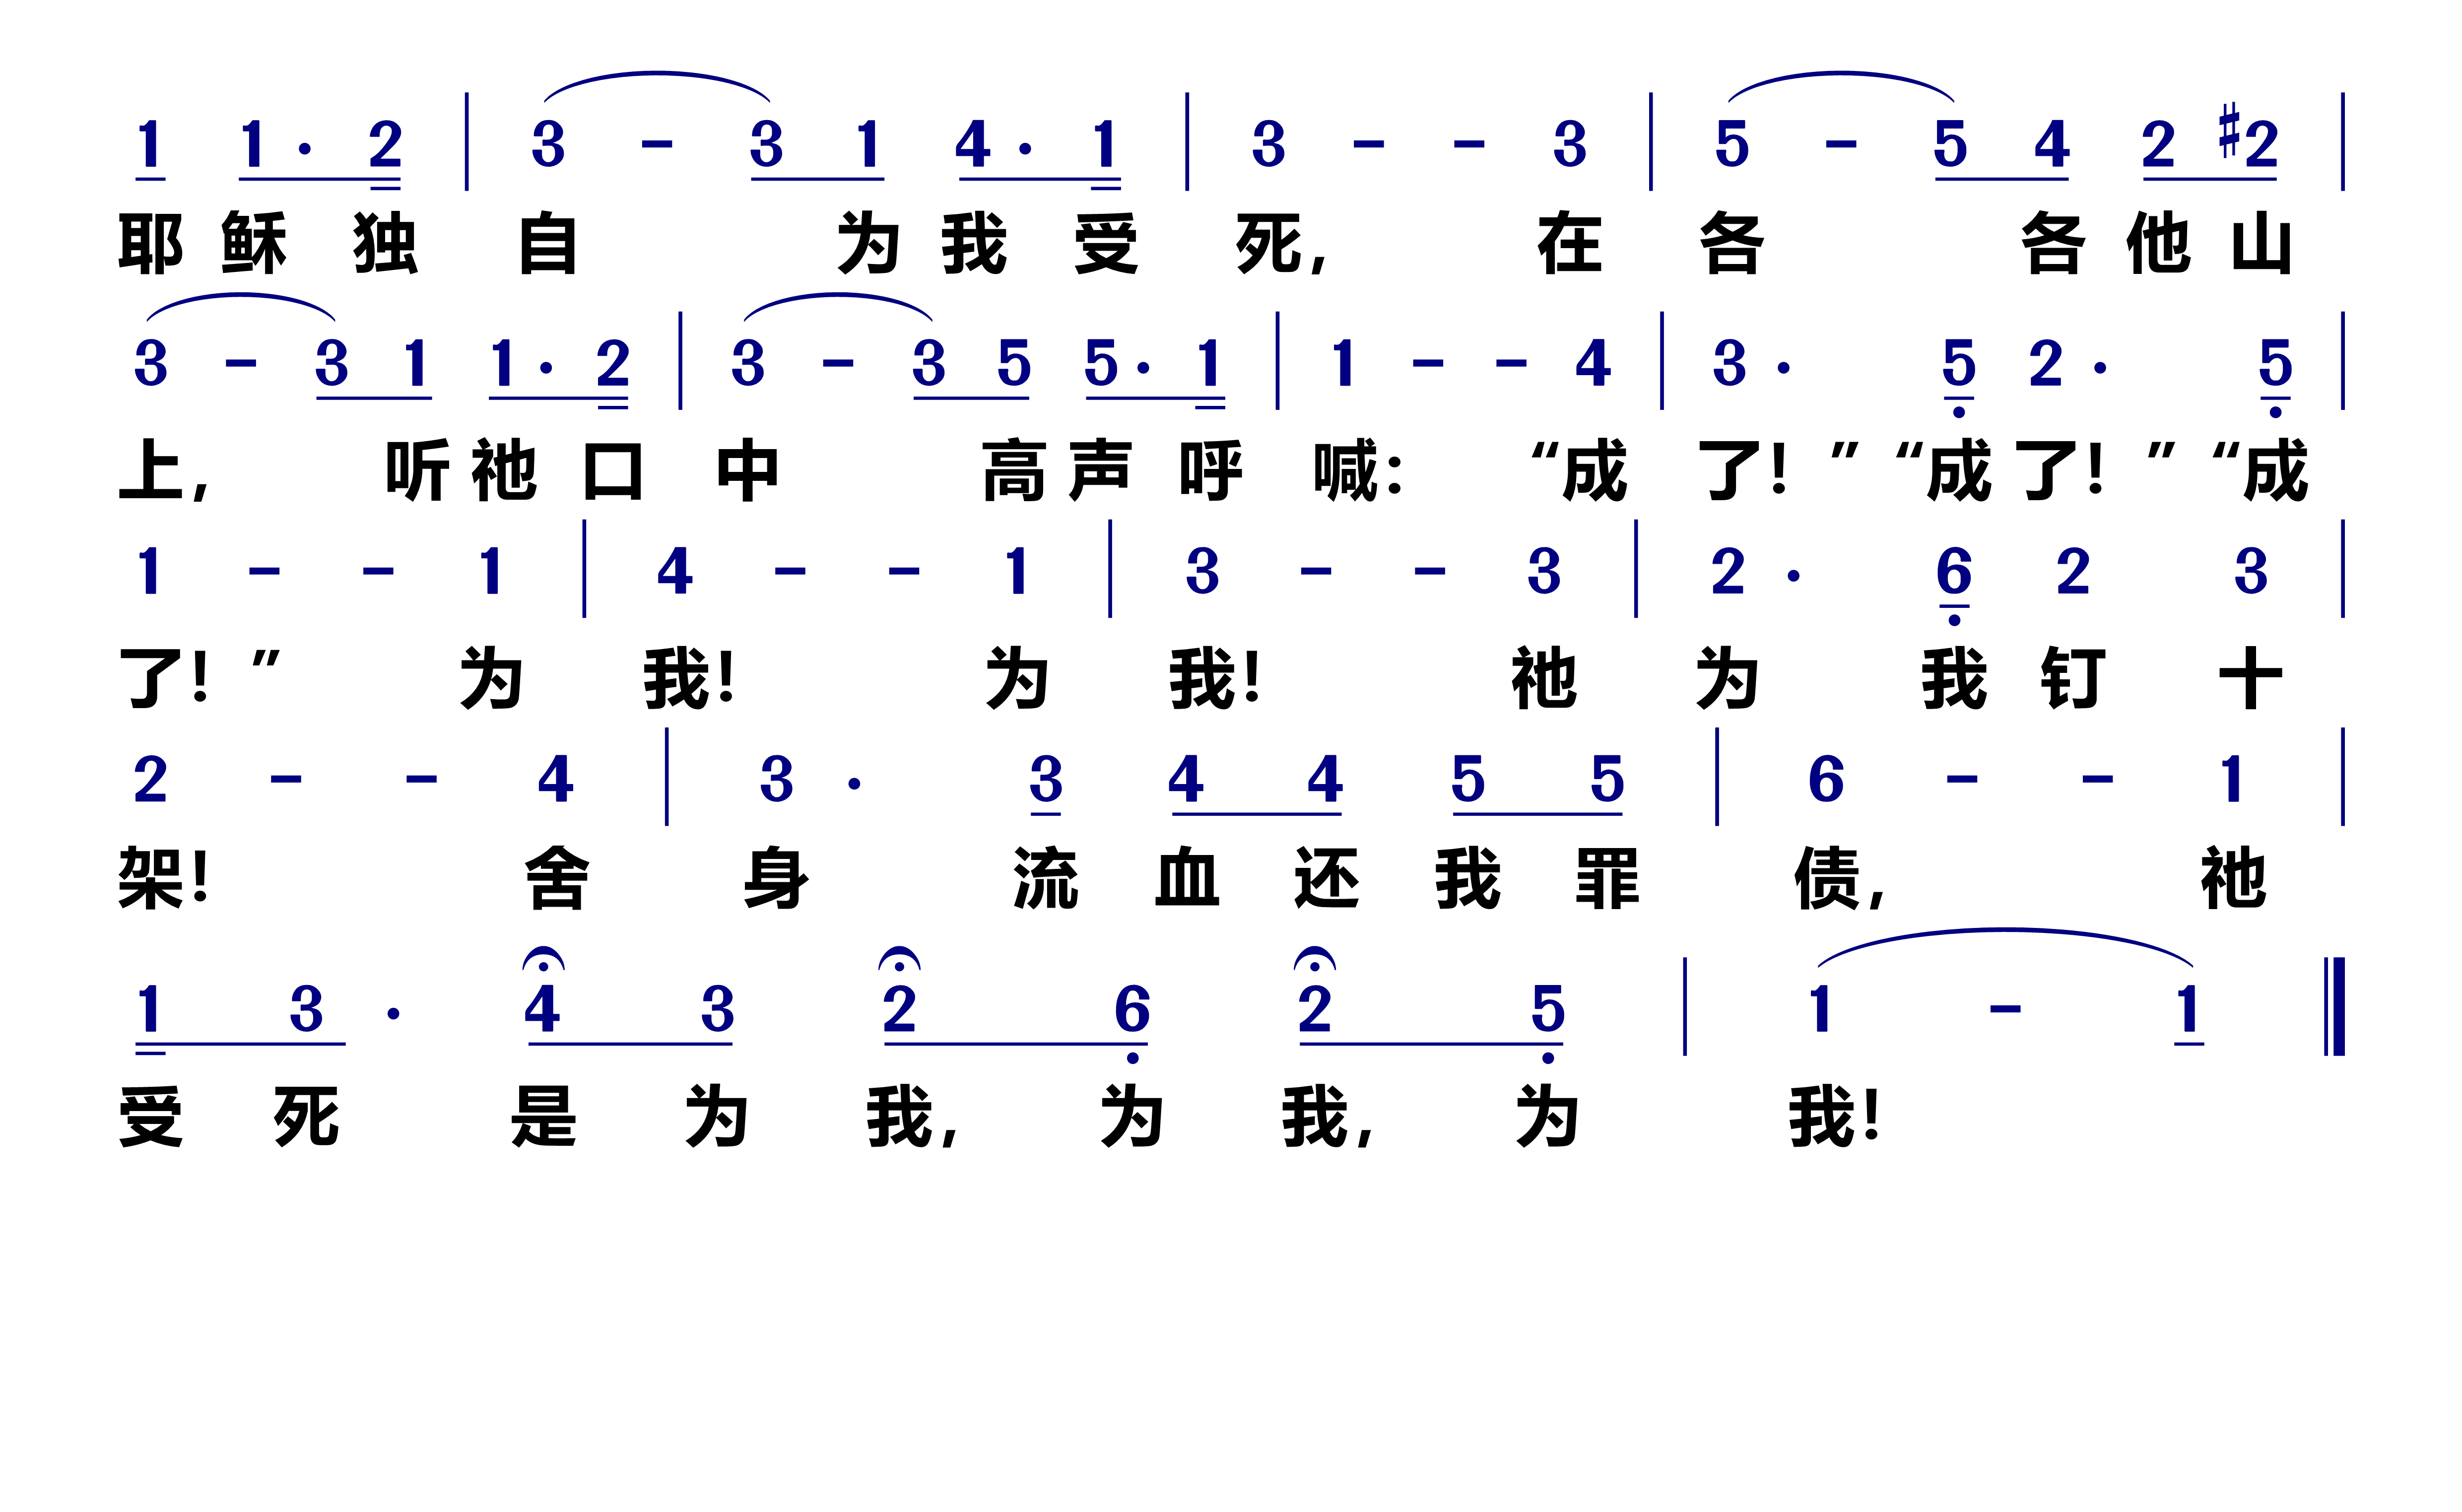 1 1 · 2 | 3 - 3 1 4 · 1 | 3 - - 3 | 5 - 5 4 2 #2 |
耶稣独自为我受死，在各各他山
3 - 3 1 1 · 2 | 3 - 3 5 5 · 1 | 1 - - 4 | 3 · 5 2 · 5 |
上，听祂口中高声呼喊：“成了！”“成了！”“成
1 - - 1 | 4 - - 1 | 3 - - 3 | 2 · 6 2 3 |
了！”为我！为我！祂为我钉十
2 - - 4 | 3 · 3 4 4 5 5 | 6 - - 1 |
架！舍身流血还我罪债，祂
1 3 · 4 3 2 6 2 5 | 1 - 1
受死是为我，为我，为我！